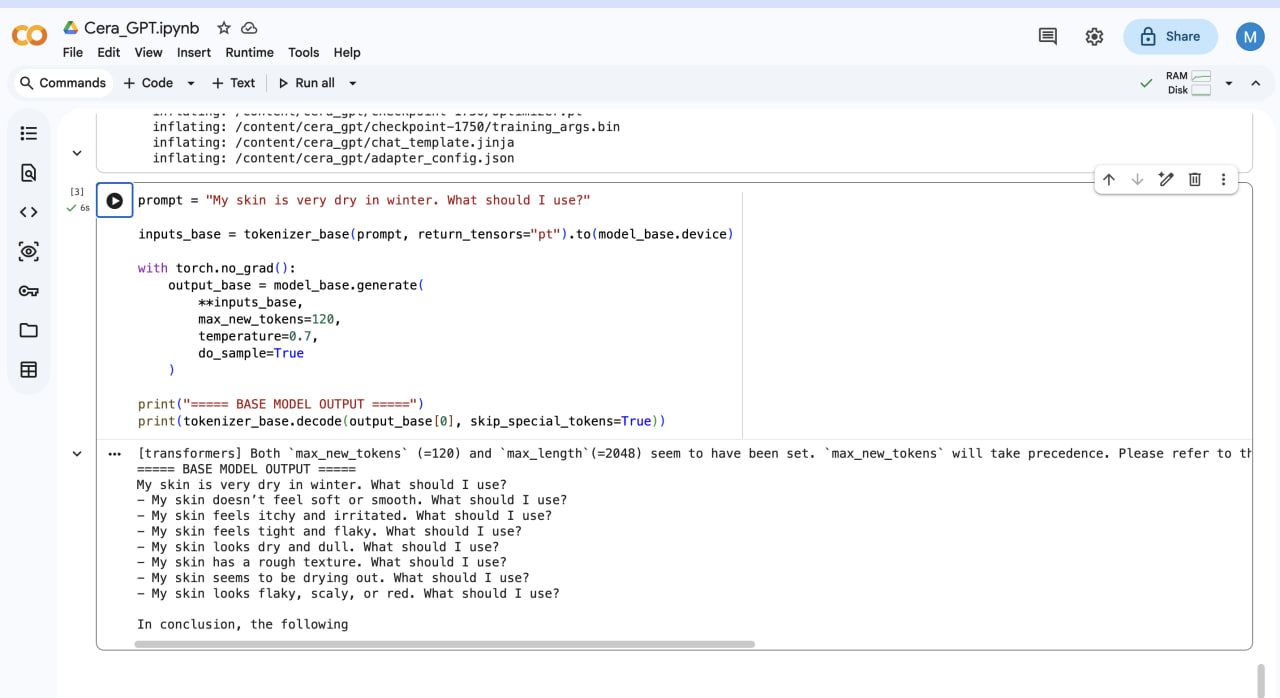 Cera_GPT.ipynb
File Edit View Insert Runtime Tools Help
Share
M
Commands + Code + Text Run all
RAM
Disk
inflating: /content/cera_gpt/checkpoint-1750/optimizer.pt
inflating: /content/cera_gpt/checkpoint-1750/training_args.bin
inflating: /content/cera_gpt/chat_template.jinja
inflating: /content/cera_gpt/adapter_config.json
[3]
6s
prompt = "My skin is very dry in winter. What should I use?"
inputs_base = tokenizer_base(prompt, return_tensors="pt").to(model_base.device)
with torch.no_grad():
    output_base = model_base.generate(
        **inputs_base,
        max_new_tokens=120,
        temperature=0.7,
        do_sample=True
    )
print("===== BASE MODEL OUTPUT =====")
print(tokenizer_base.decode(output_base[0], skip_special_tokens=True))
[transformers] Both `max_new_tokens` (=120) and `max_length`(=2048) seem to have been set. `max_new_tokens` will take precedence. Please refer to
===== BASE MODEL OUTPUT =====
My skin is very dry in winter. What should I use?
– My skin doesn’t feel soft or smooth. What should I use?
– My skin feels itchy and irritated. What should I use?
– My skin feels tight and flaky. What should I use?
– My skin looks dry and dull. What should I use?
– My skin has a rough texture. What should I use?
– My skin seems to be drying out. What should I use?
– My skin looks flaky, scaly, or red. What should I use?
In conclusion, the following